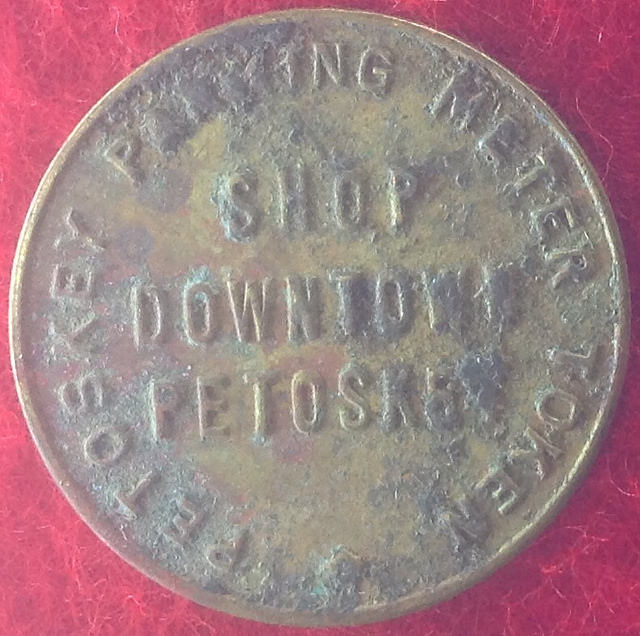 PETOSKEY PARKING METER TOKEN
SHOP
DOWNTOWN
PETOSKEY